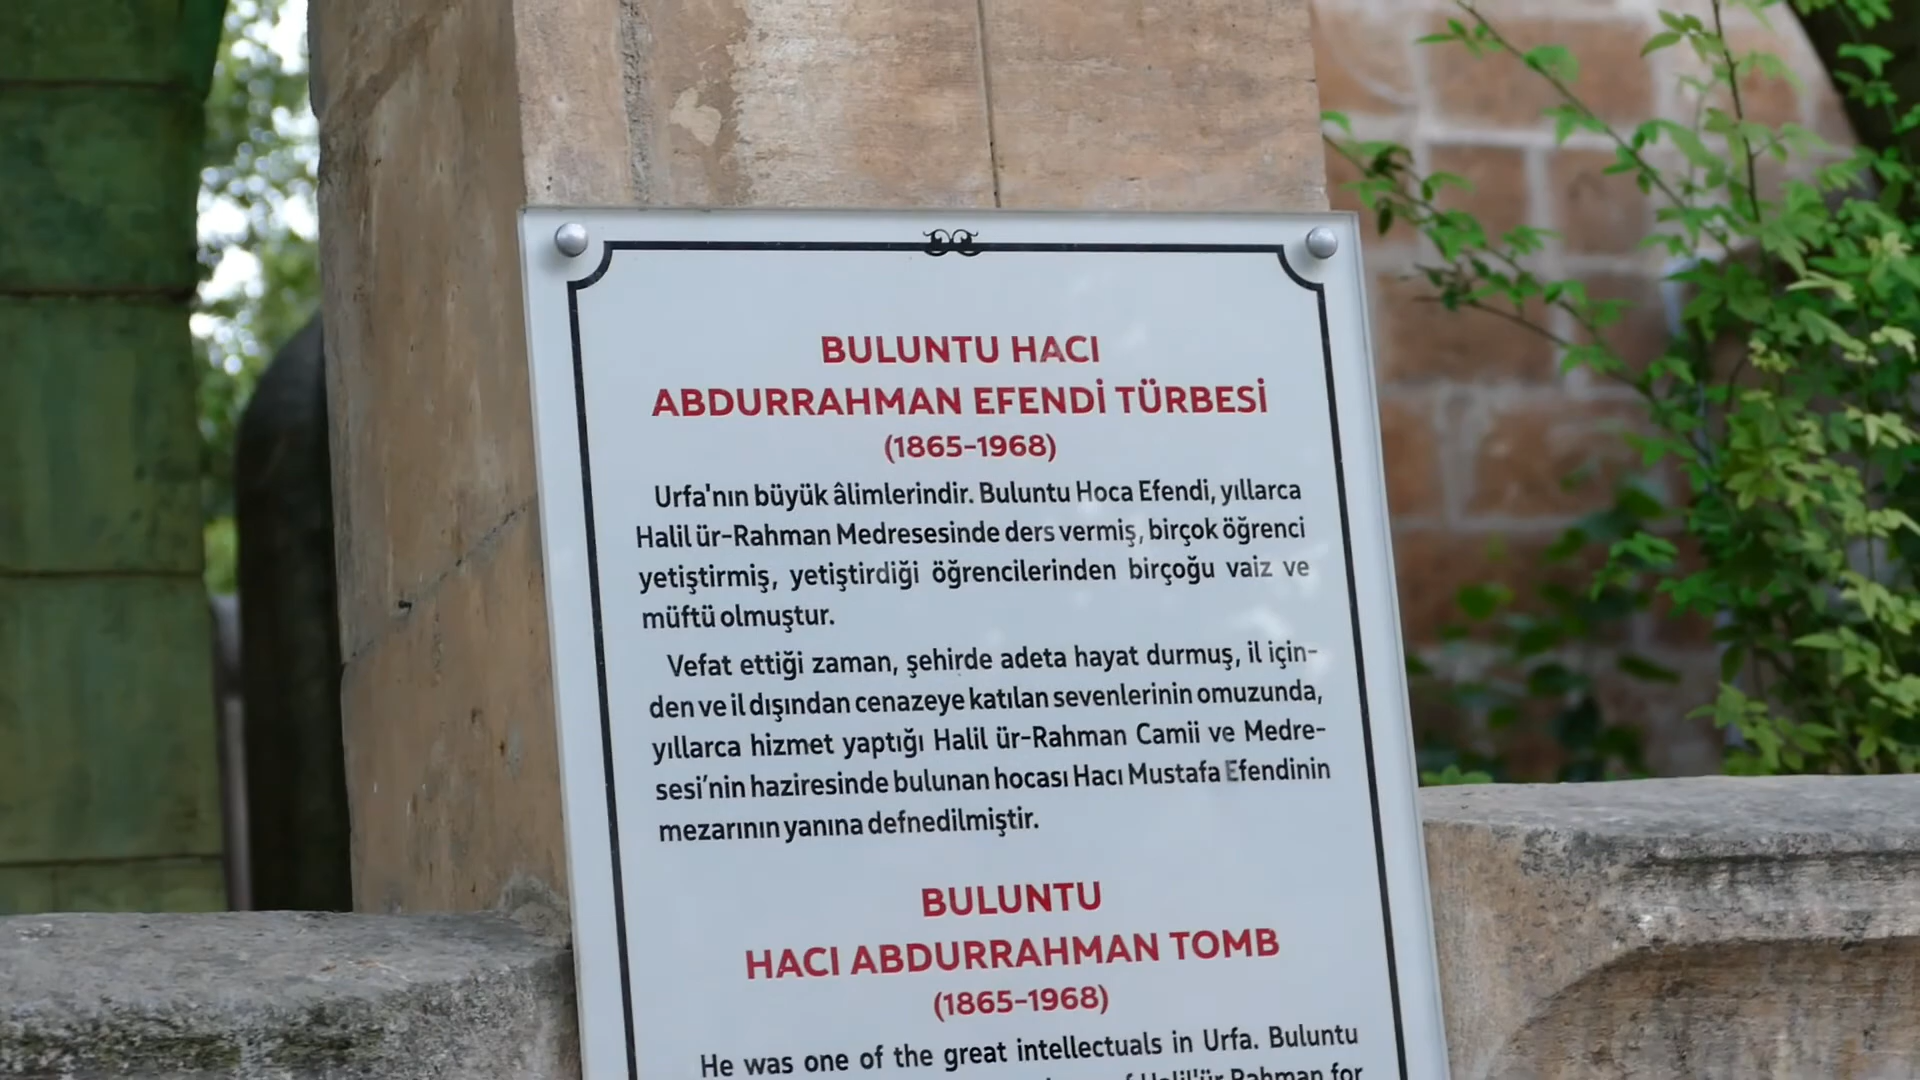 BULUNTU HACI
ABDURRAHMAN EFENDİ TÜRBESİ
(1865-1968)
Urfa'nın büyük âlimlerindir. Buluntu Hoca Efendi, yıllarca
Halil ür-Rahman Medresesinde ders vermiş, birçok öğrenci
yetiştirmiş, yetiştirdiği öğrencilerinden birçoğu vaiz ve
müftü olmuştur.
Vefat ettiği zaman, şehirde adeta hayat durmuş, il için-
den ve il dışından cenazeye katılan sevenlerinin omuzunda,
yıllarca hizmet yaptığı Halil ür-Rahman Camii ve Medre-
sesi’nin haziresinde bulunan hocası Hacı Mustafa Efendinin
mezarının yanına defnedilmiştir.
BULUNTU
HACI ABDURRAHMAN TOMB
(1865-1968)
He was one of the great intellectuals in Urfa. Buluntu
Halil'ür Rahman for